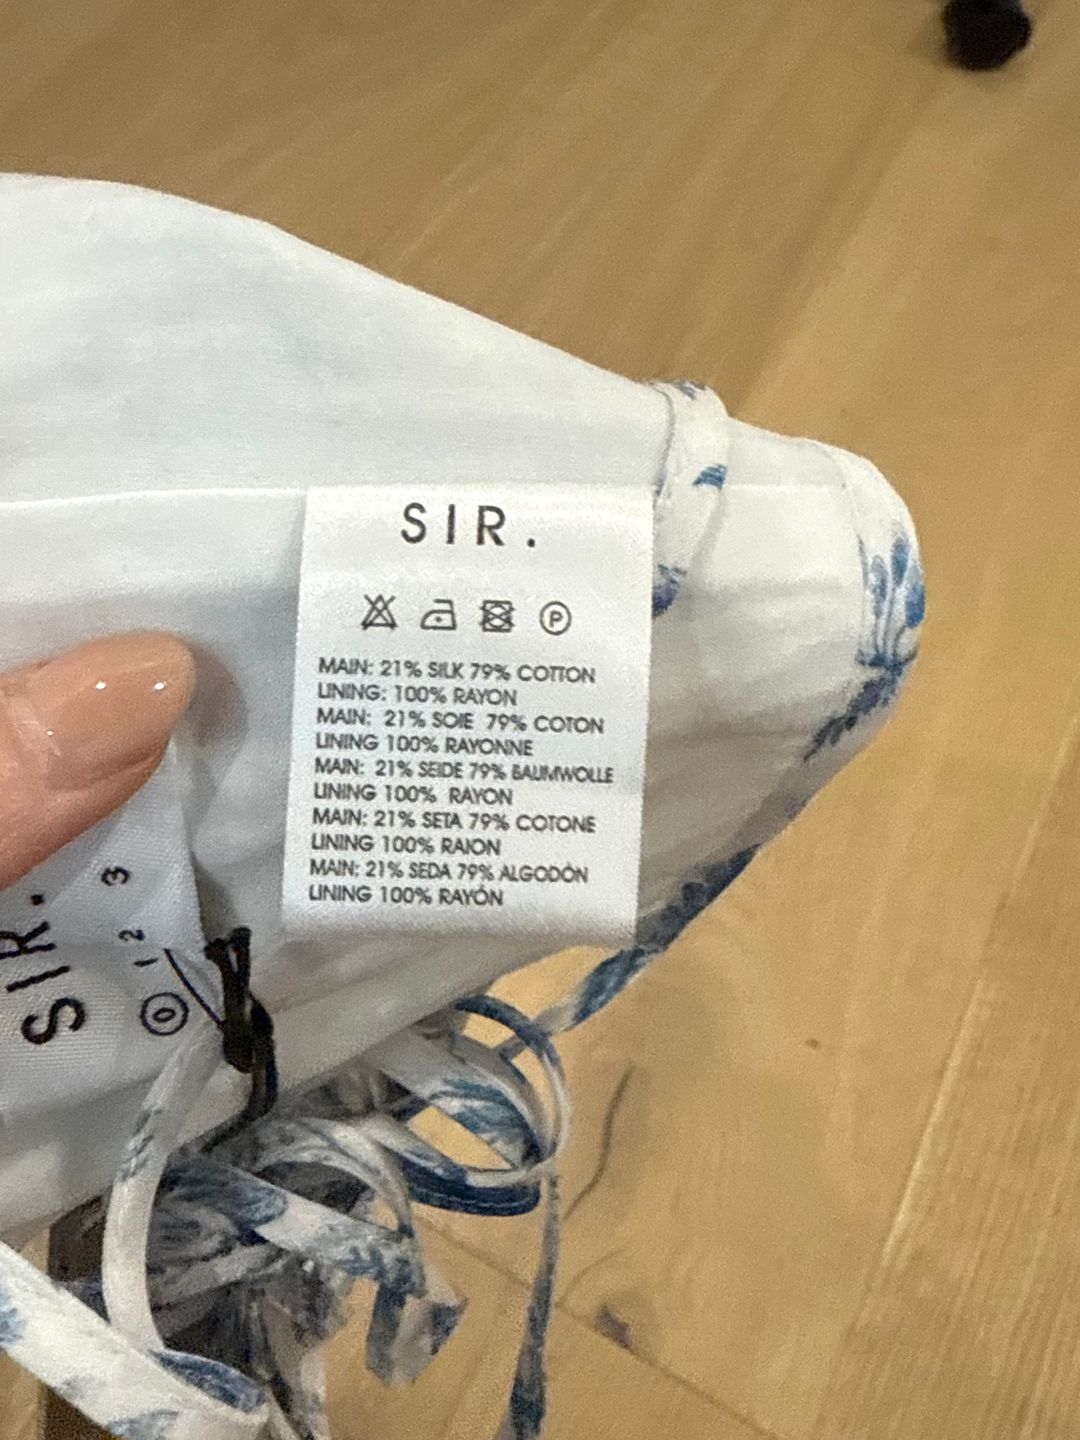 SIR.
P
MAIN: 21% SILK 79% COTTON
LINING: 100% RAYON
MAIN: 21% SOIE 79% COTON
LINING 100% RAYONNE
MAIN: 21% SEIDE 79% BAUMWOLLE
LINING 100% RAYON
MAIN: 21% SETA 79% COTONE
LINING 100% RAION
MAIN: 21% SEDA 79% ALGODÓN
LINING 100% RAYÓN
SIR.
0 1 2 3